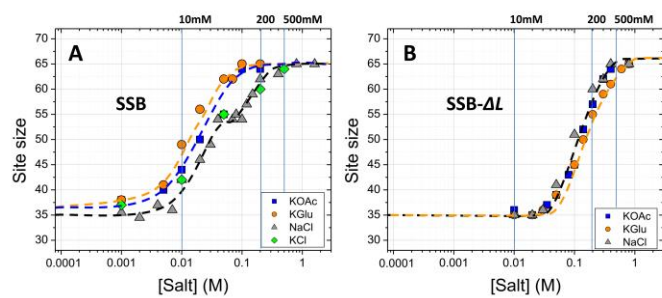 10mM 200 500mM
A
SSB
Site size
70
65
60
55
50
45
40
35
30
KOAc
KGlu
NaCl
KCl
0.0001 0.001 0.01 0.1 1
[Salt] (M)
10mM 200 500mM
B
SSB-ΔL
Site size
70
65
60
55
50
45
40
35
30
KOAc
KGlu
NaCl
0.0001 0.001 0.01 0.1 1
[Salt] (M)